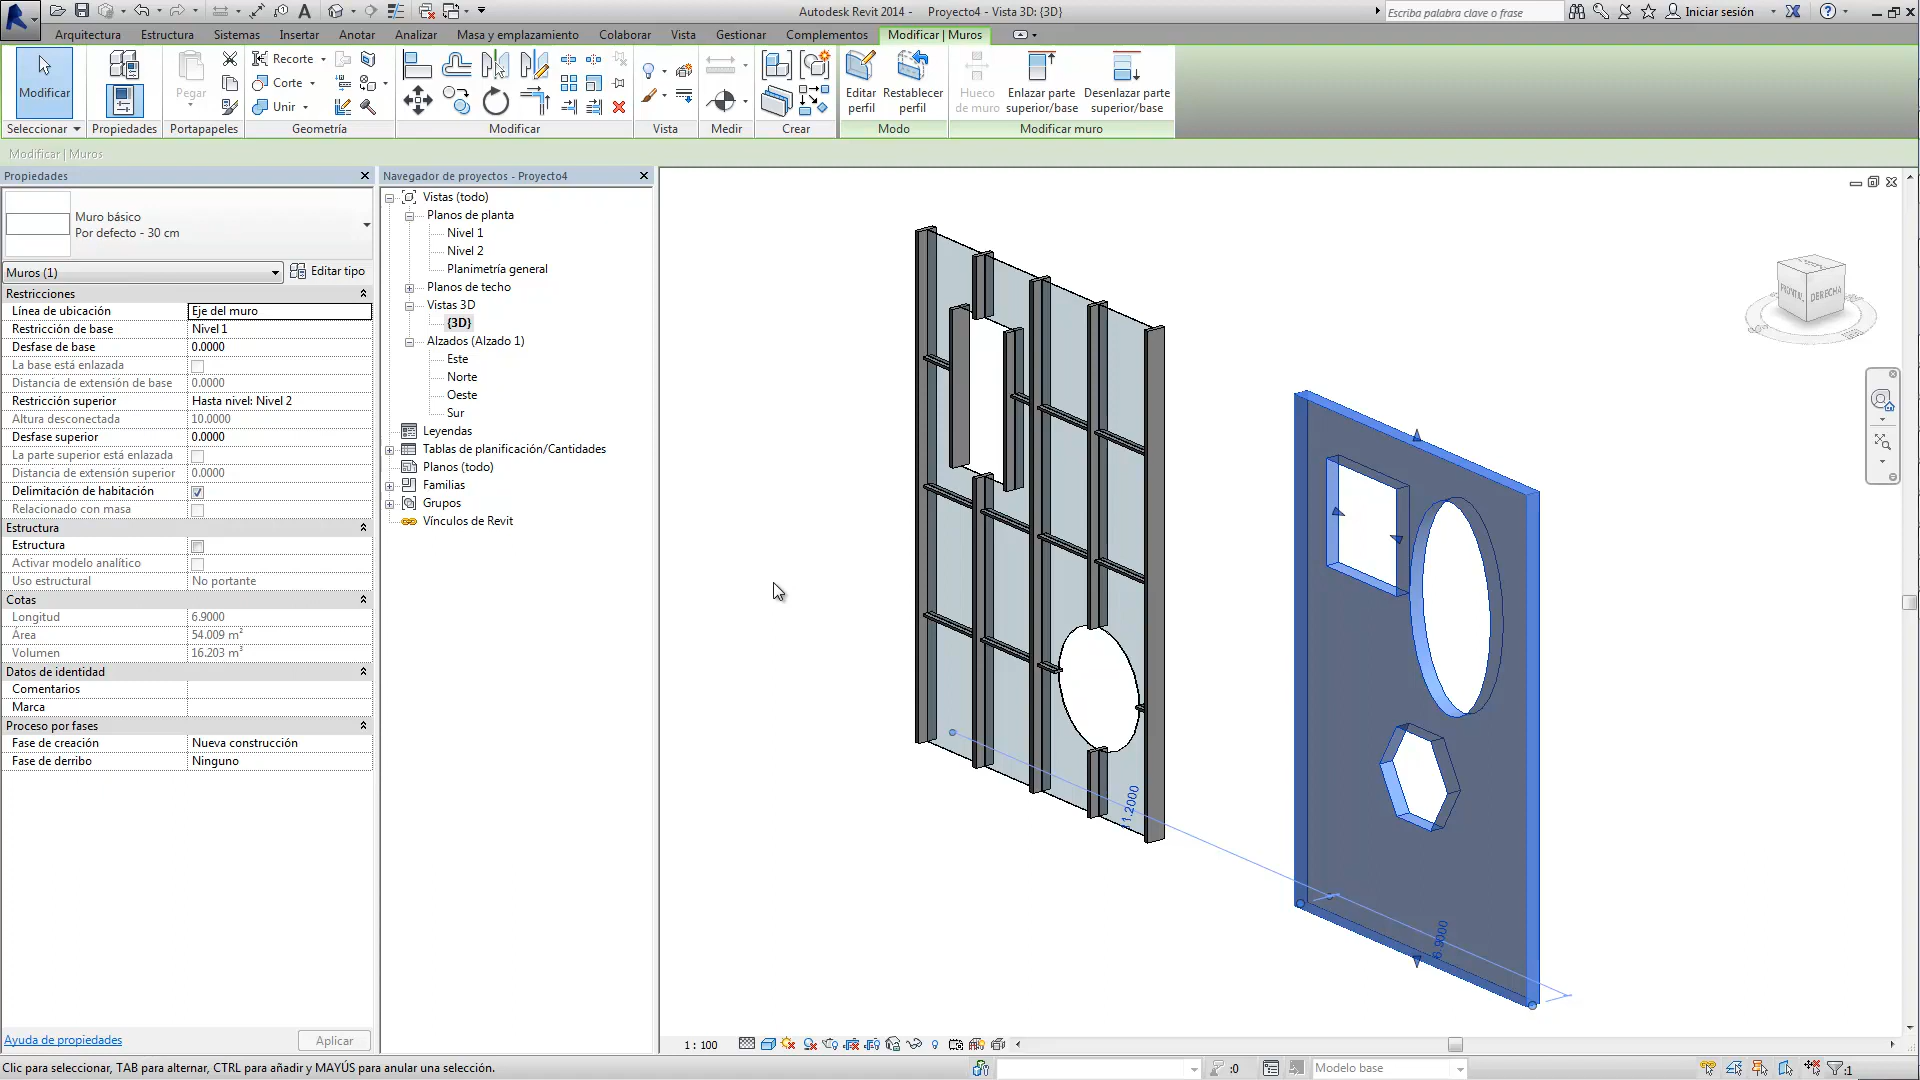 Autodesk Revit 2014 -     Proyecto4 - Vista 3D: {3D}
Escriba palabra clave o frase
Iniciar sesión
Arquitectura Estructura Sistemas Insertar Anotar Analizar Masa y emplazamiento Colaborar Vista Gestionar Complementos Modificar | Muros
Modificar
Pegar
Recorte
Corte
Unir
Editar perfil
Restablecer perfil
Hueco de muro
Enlazar parte superior/base
Desenlazar parte superior/base
Seleccionar Propiedades Portapapeles Geometría Modificar Vista Medir Crear Modo Modificar muro
Modificar | Muros
Propiedades
Muro básico
Por defecto - 30 cm
Muros (1)
Editar tipo
Restricciones
Línea de ubicación Eje del muro
Restricción de base Nivel 1
Desfase de base 0.0000
La base está enlazada
Distancia de extensión de base 0.0000
Restricción superior Hasta nivel: Nivel 2
Altura desconectada 10.0000
Desfase superior 0.0000
La parte superior está enlazada
Distancia de extensión superior 0.0000
Delimitación de habitación
Relacionado con masa
Estructura
Estructura
Activar modelo analítico
Uso estructural No portante
Cotas
Longitud 6.9000
Área 54.009 m²
Volumen 16.203 m³
Datos de identidad
Comentarios
Marca
Proceso por fases
Fase de creación Nueva construcción
Fase de derribo Ninguno
Ayuda de propiedades
Aplicar
Navegador de proyectos - Proyecto4
Vistas (todo)
Planos de planta
Nivel 1
Nivel 2
Planimetría general
Planos de techo
Vistas 3D
{3D}
Alzados (Alzado 1)
Este
Norte
Oeste
Sur
Leyendas
Tablas de planificación/Cantidades
Planos (todo)
Familias
Grupos
Vínculos de Revit
FRONTAL
DERECHA
11.2000
6.9000
1 : 100
Clic para seleccionar, TAB para alternar, CTRL para añadir y MAYÚS para anular una selección.
:0
Modelo base
:1